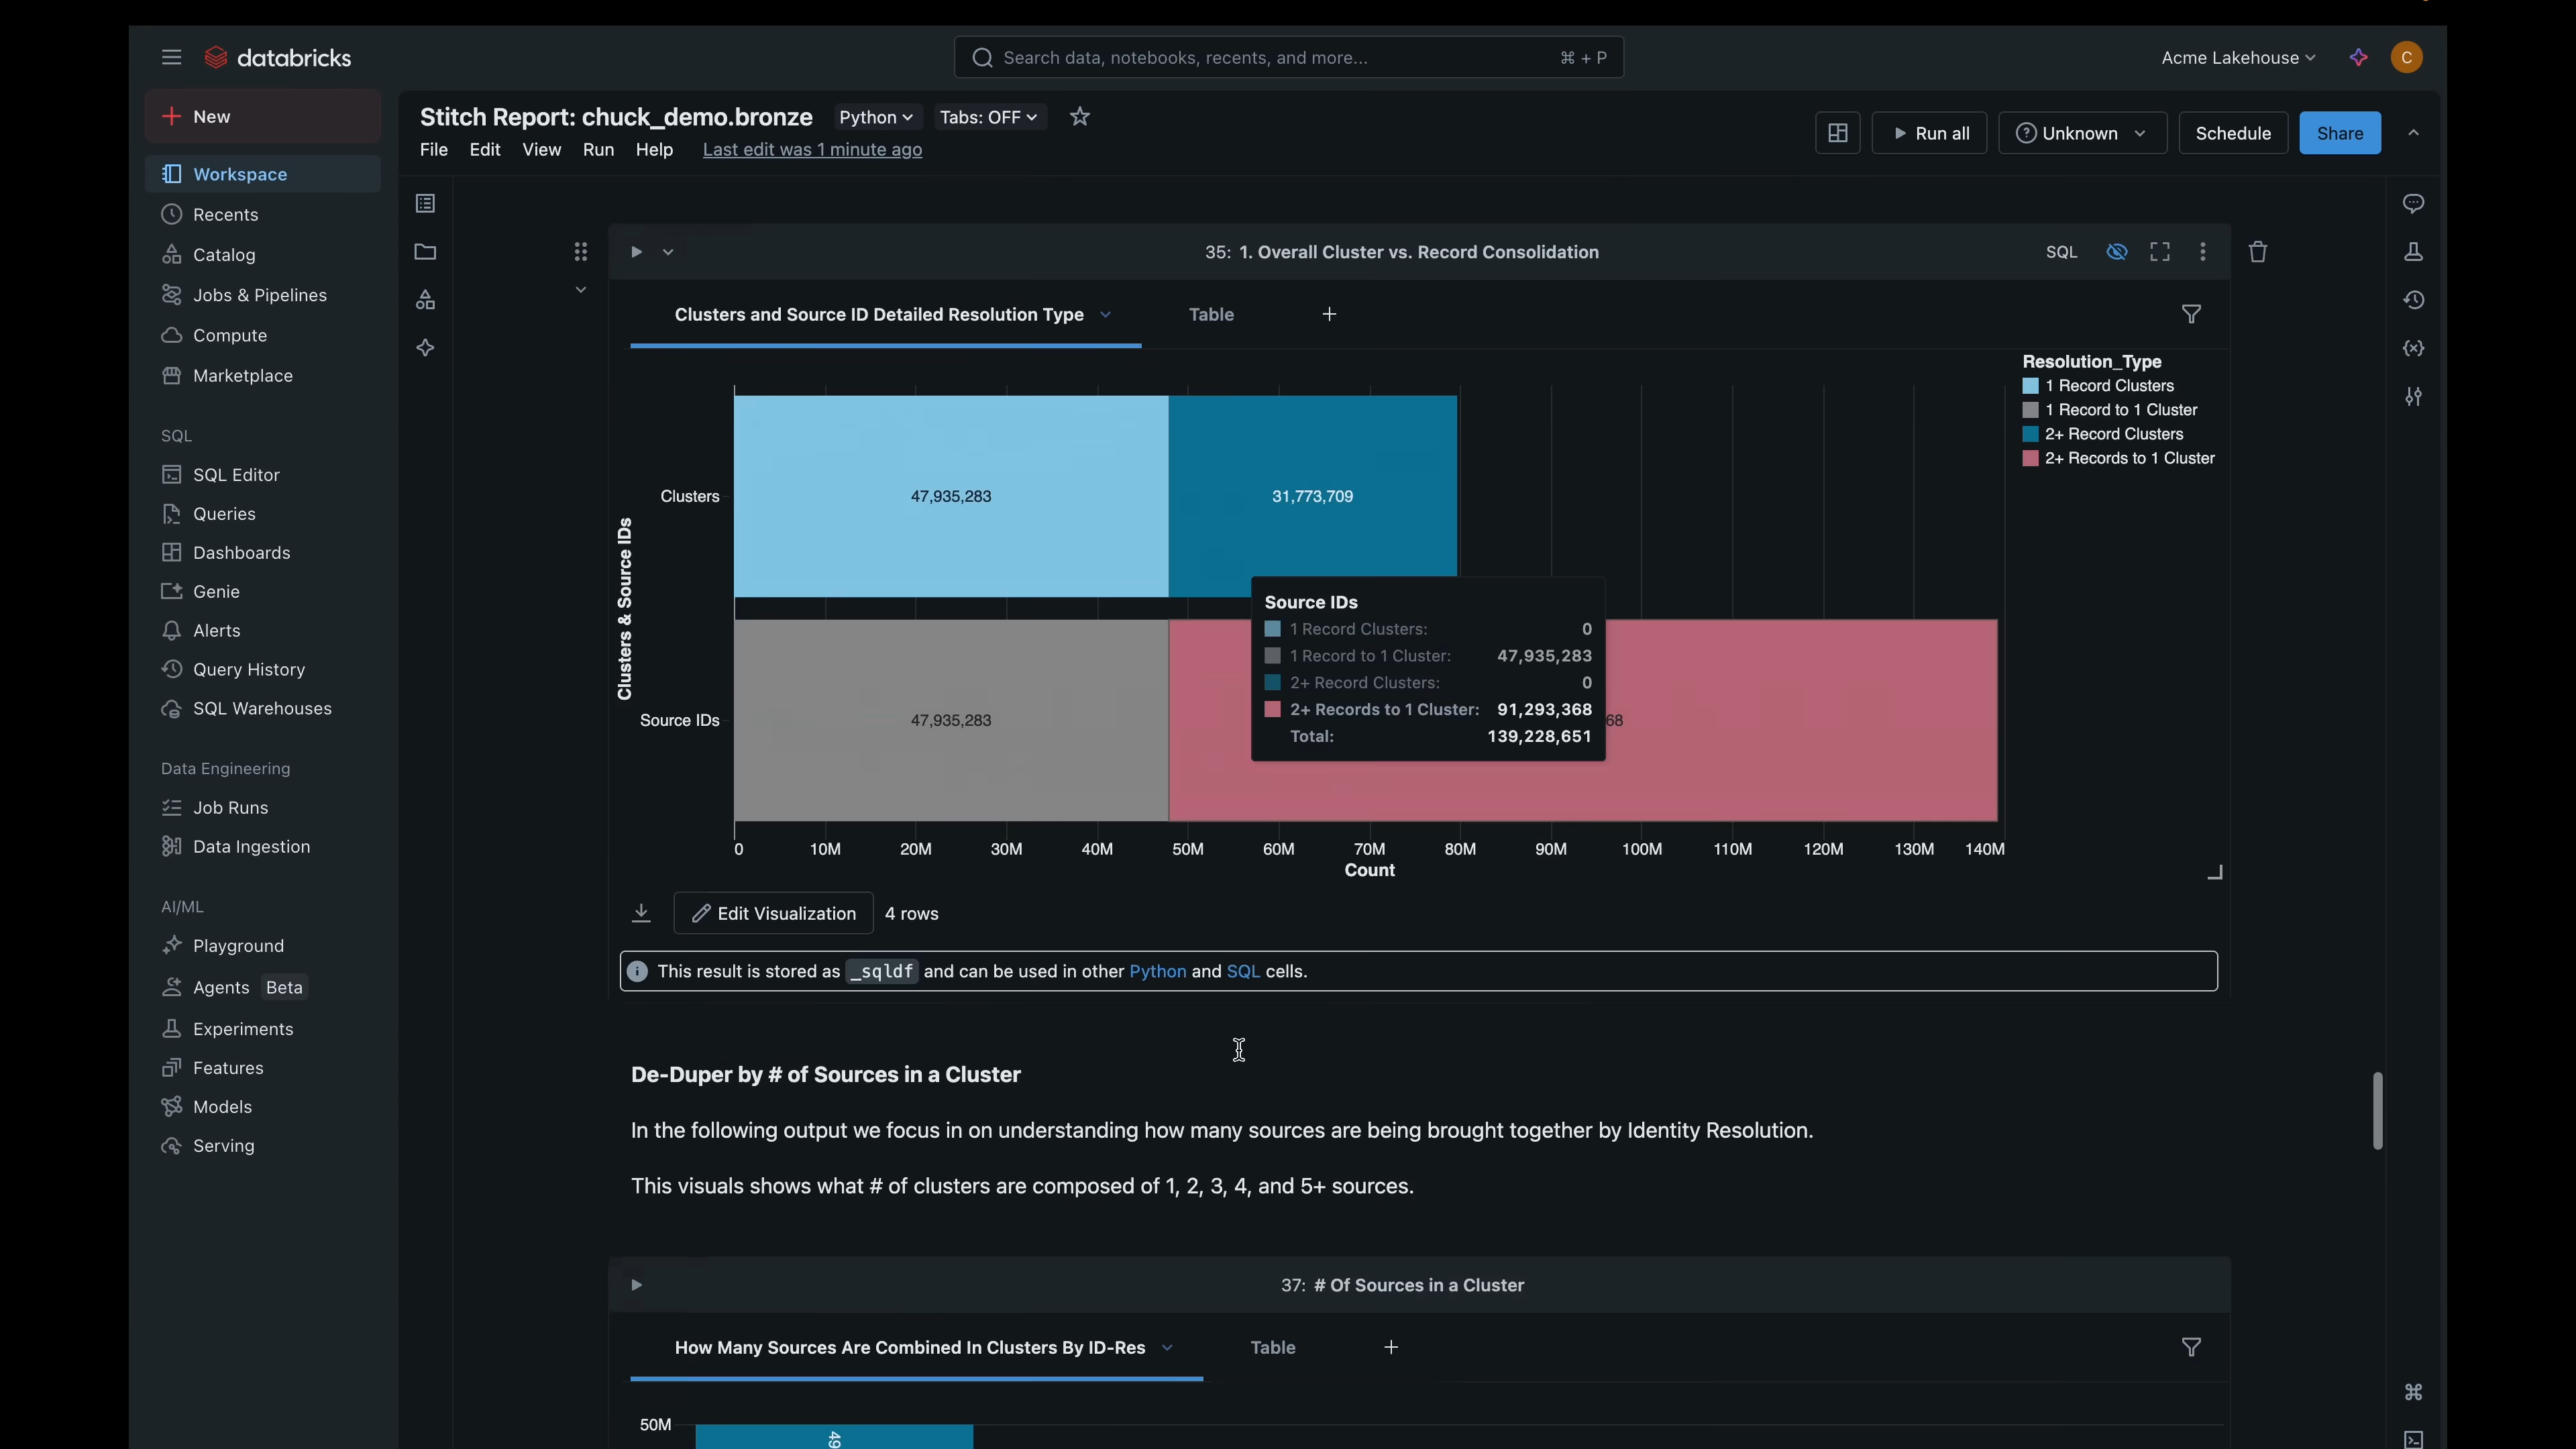 databricks
Search data, notebooks, recents, and more...
⌘ + P
Acme Lakehouse
C
New
Workspace
Recents
Catalog
Jobs & Pipelines
Compute
Marketplace
SQL
SQL Editor
Queries
Dashboards
Genie
Alerts
Query History
SQL Warehouses
Data Engineering
Job Runs
Data Ingestion
AI/ML
Playground
Agents Beta
Experiments
Features
Models
Serving
Stitch Report: chuck_demo.bronze
Python
Tabs: OFF
File Edit View Run Help
Last edit was 1 minute ago
Run all
Unknown
Schedule
Share
35: 1. Overall Cluster vs. Record Consolidation
SQL
Clusters and Source ID Detailed Resolution Type
Table
+
Resolution_Type
1 Record Clusters
1 Record to 1 Cluster
2+ Record Clusters
2+ Records to 1 Cluster
Clusters & Source IDs
Clusters
47,935,283
31,773,709
Source IDs
47,935,283
68
Source IDs
1 Record Clusters: 0
1 Record to 1 Cluster: 47,935,283
2+ Record Clusters: 0
2+ Records to 1 Cluster: 91,293,368
Total: 139,228,651
0 10M 20M 30M 40M 50M 60M 70M 80M 90M 100M 110M 120M 130M 140M
Count
Edit Visualization
4 rows
This result is stored as _sqldf and can be used in other Python and SQL cells.
De-Duper by # of Sources in a Cluster
In the following output we focus in on understanding how many sources are being brought together by Identity Resolution.
This visuals shows what # of clusters are composed of 1, 2, 3, 4, and 5+ sources.
37: # Of Sources in a Cluster
How Many Sources Are Combined In Clusters By ID-Res
Table
+
50M
49